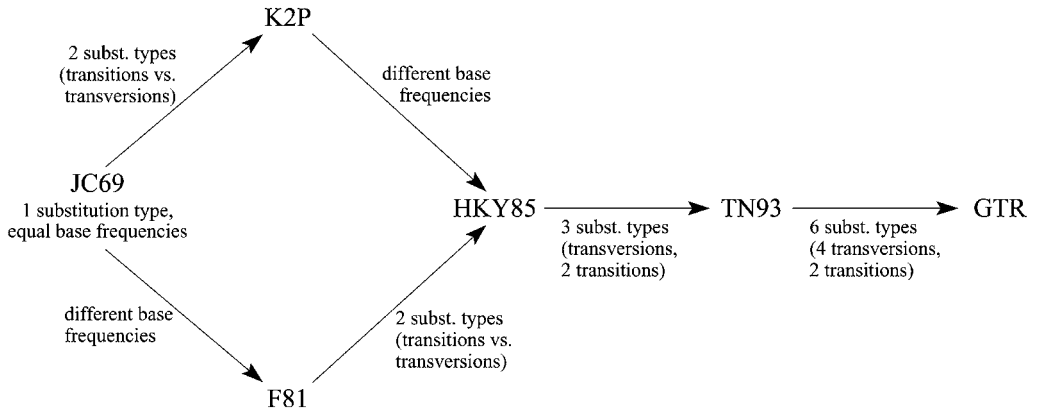 K2P
2 subst. types
(transitions vs.
transversions)
different base
frequencies
JC69
1 substitution type,
equal base frequencies
HKY85
3 subst. types
(transversions,
2 transitions)
TN93
6 subst. types
(4 transversions,
2 transitions)
GTR
different base
frequencies
2 subst. types
(transitions vs.
transversions)
F81